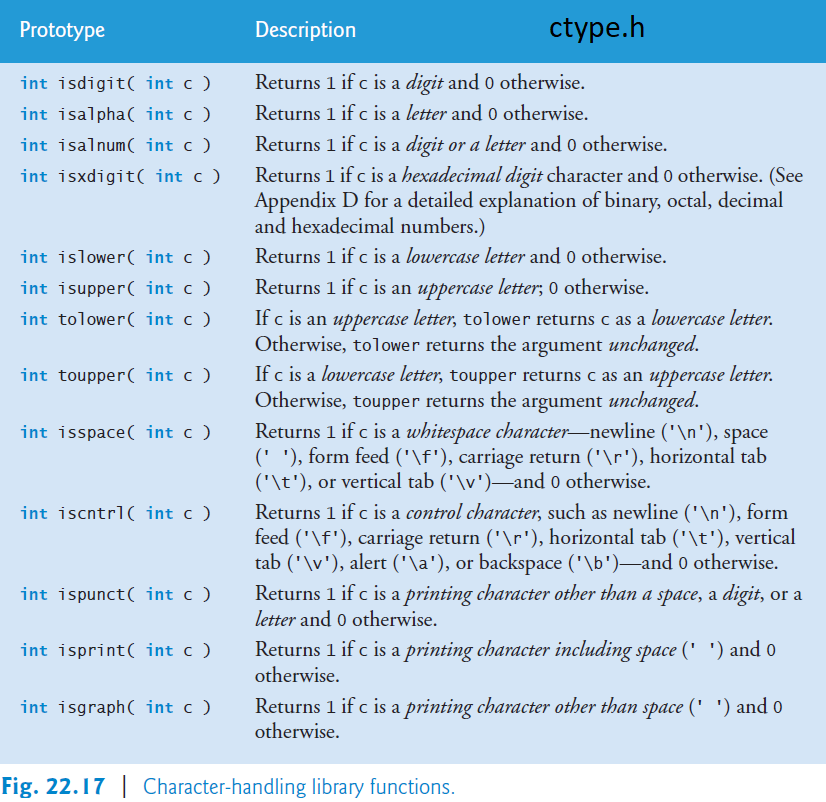 Prototype Description ctype.h
int isdigit( int c ) Returns 1 if c is a digit and 0 otherwise.
int isalpha( int c ) Returns 1 if c is a letter and 0 otherwise.
int isalnum( int c ) Returns 1 if c is a digit or a letter and 0 otherwise.
int isxdigit( int c ) Returns 1 if c is a hexadecimal digit character and 0 otherwise. (See
Appendix D for a detailed explanation of binary, octal, decimal
and hexadecimal numbers.)
int islower( int c ) Returns 1 if c is a lowercase letter and 0 otherwise.
int isupper( int c ) Returns 1 if c is an uppercase letter; 0 otherwise.
int tolower( int c ) If c is an uppercase letter, tolower returns c as a lowercase letter.
Otherwise, tolower returns the argument unchanged.
int toupper( int c ) If c is a lowercase letter, toupper returns c as an uppercase letter.
Otherwise, toupper returns the argument unchanged.
int isspace( int c ) Returns 1 if c is a whitespace character—newline ('\n'), space
(' '), form feed ('\f'), carriage return ('\r'), horizontal tab
('\t'), or vertical tab ('\v')—and 0 otherwise.
int iscntrl( int c ) Returns 1 if c is a control character, such as newline ('\n'), form
feed ('\f'), carriage return ('\r'), horizontal tab ('\t'), vertical
tab ('\v'), alert ('\a'), or backspace ('\b')—and 0 otherwise.
int ispunct( int c ) Returns 1 if c is a printing character other than a space, a digit, or a
letter and 0 otherwise.
int isprint( int c ) Returns 1 if c is a printing character including space (' ') and 0
otherwise.
int isgraph( int c ) Returns 1 if c is a printing character other than space (' ') and 0
otherwise.
Fig. 22.17 | Character-handling library functions.